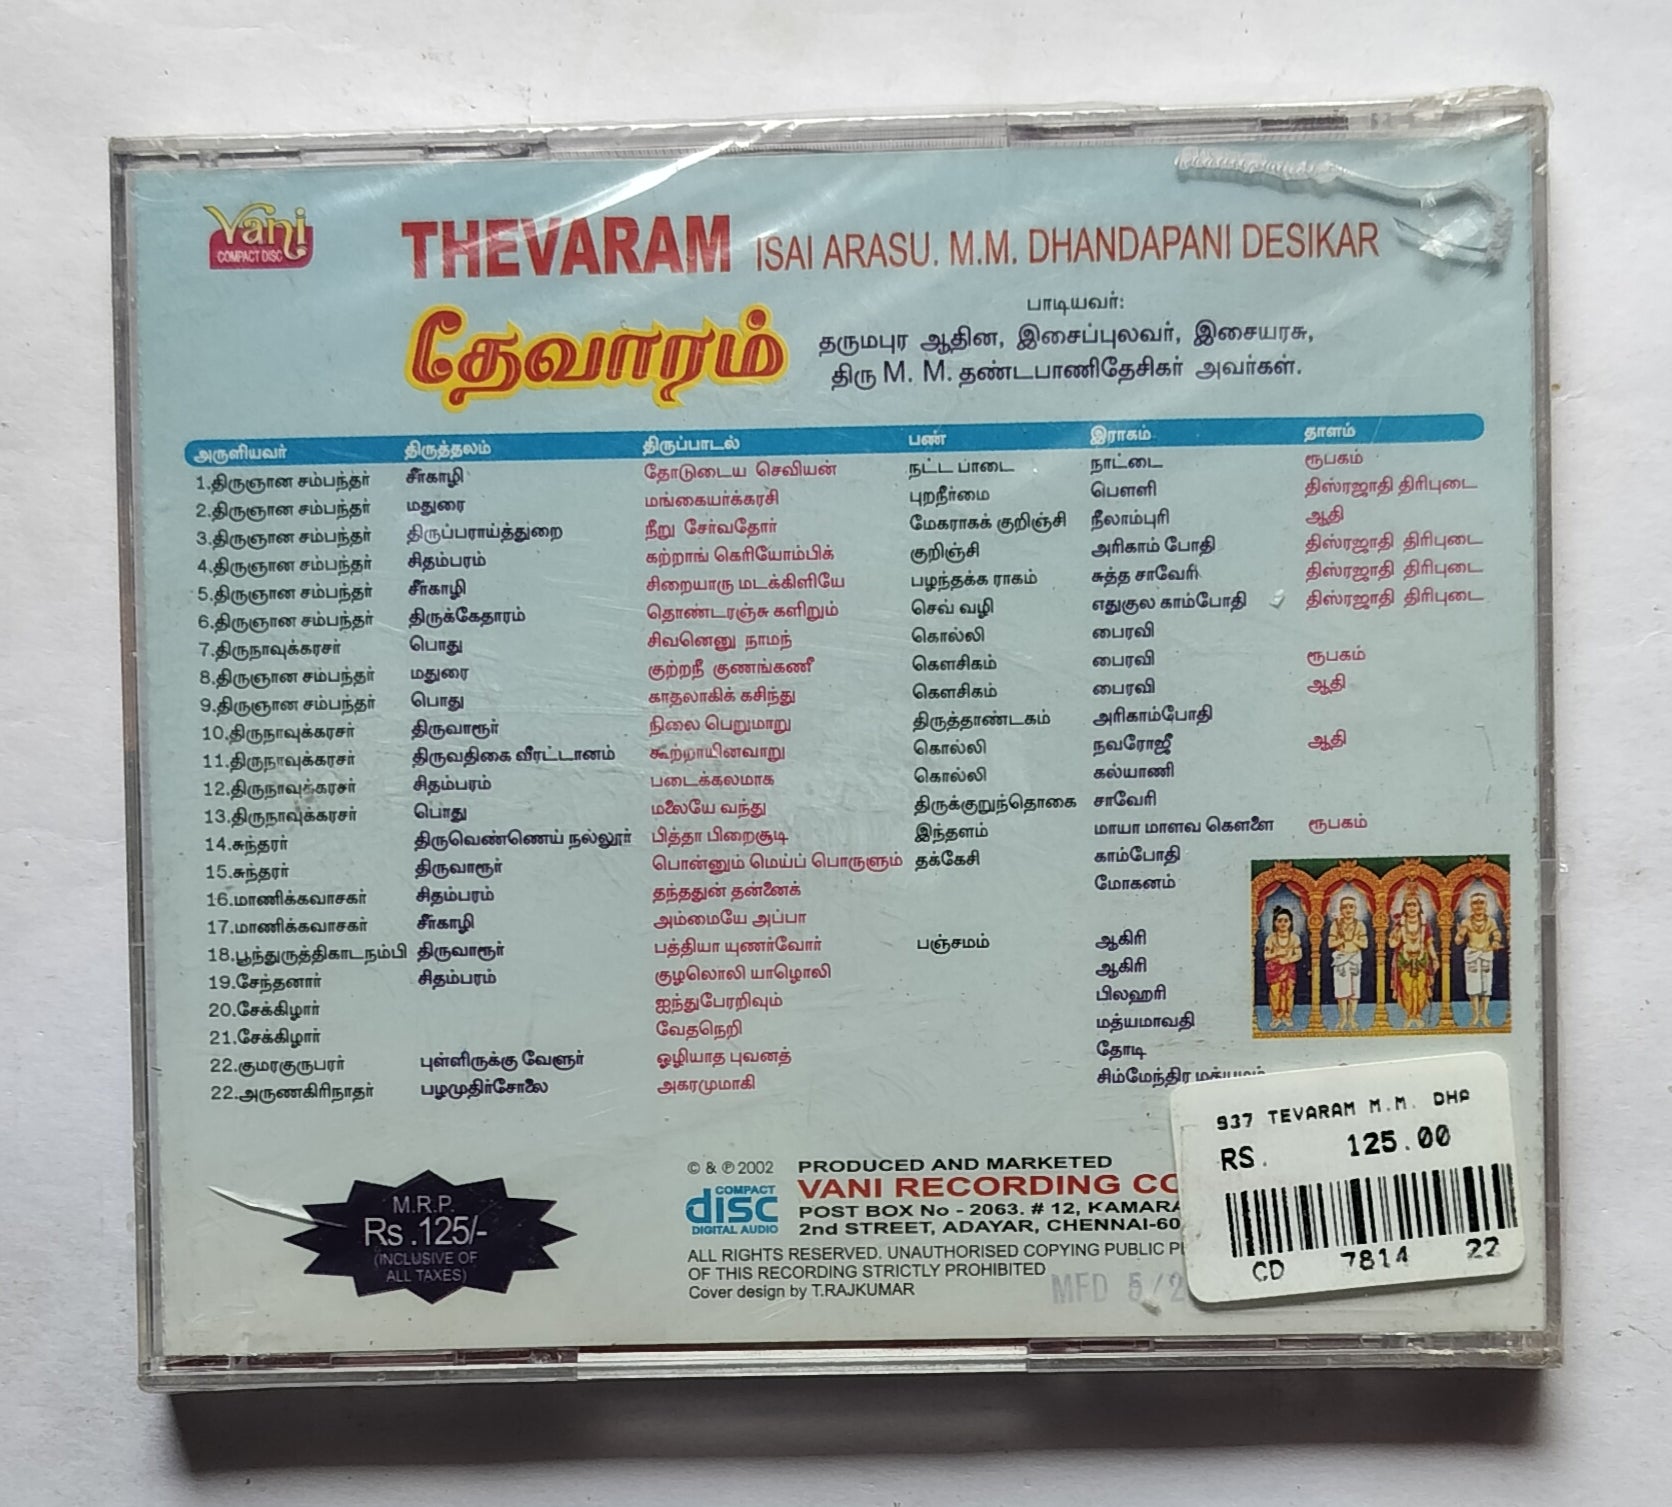 Vani
COMPACT DISC
THEVARAM ISAI ARASU. M.M. DHANDAPANI DESIKAR
தேவாரம்
பாடியவர்:
தருமபுர ஆதின, இசைப்புலவர், இசையரசு,
திரு M. M. தண்டபாணிதேசிகர் அவர்கள்.
அருளியவர் திருத்தலம் திருப்பாடல் பண் இராகம் தாளம்
1.திருஞான சம்பந்தர் சீர்காழி தோடுடைய செவியன் நட்ட பாடை நாட்டை ரூபகம்
2.திருஞான சம்பந்தர் மதுரை மங்கையர்க்கரசி புறநீர்மை பௌளி திஸ்ரஜாதி திரிபுடை
3.திருஞான சம்பந்தர் திருப்பராய்த்துறை நீறு சேர்வதோர் மேகராகக் குறிஞ்சி நீலாம்புரி ஆதி
4.திருஞான சம்பந்தர் சிதம்பரம் கற்றாங் கெரியோம்பிக் குறிஞ்சி அரிகாம் போதி திஸ்ரஜாதி திரிபுடை
5.திருஞான சம்பந்தர் சீர்காழி சிறையாரு மடக்கிளியே பழந்தக்க ராகம் சுத்த சாவேரி திஸ்ரஜாதி திரிபுடை
6.திருஞான சம்பந்தர் திருக்கேதாரம் தொண்டரஞ்சு களிறும் செவ் வழி எதுகுல காம்போதி திஸ்ரஜாதி திரிபுடை
7.திருநாவுக்கரசர் பொது சிவனெனு நாமந் கொல்லி பைரவி
8.திருஞான சம்பந்தர் மதுரை குற்றநீ குணங்கணீ கௌசிகம் பைரவி ரூபகம்
9.திருஞான சம்பந்தர் பொது காதலாகிக் கசிந்து கௌசிகம் பைரவி ஆதி
10.திருநாவுக்கரசர் திருவாரூர் நிலை பெறுமாறு திருத்தாண்டகம் அரிகாம்போதி
11.திருநாவுக்கரசர் திருவதிகை வீரட்டானம் கூற்றாயினவாறு கொல்லி நவரோஜீ ஆதி
12.திருநாவுக்கரசர் சிதம்பரம் படைக்கலமாக கொல்லி கல்யாணி
13.திருநாவுக்கரசர் பொது மலையே வந்து திருக்குறுந்தொகை சாவேரி
14.சுந்தரர் திருவெண்ணெய் நல்லூர் பித்தா பிறைசூடி இந்தளம் மாயா மாளவ கௌளை ரூபகம்
15.சுந்தரர் திருவாரூர் பொன்னும் மெய்ப் பொருளும் தக்கேசி காம்போதி
16.மாணிக்கவாசகர் சிதம்பரம் தந்ததுன் தன்னைக் மோகனம்
17.மாணிக்கவாசகர் சீர்காழி அம்மையே அப்பா
18.பூந்துருத்திகாடநம்பி திருவாரூர் பத்தியா யுணர்வோர் பஞ்சமம் ஆகிரி
19.சேந்தனார் சிதம்பரம் குழலொலி யாழொலி ஆகிரி
20.சேக்கிழார் ஐந்துபேரறிவும் பிலஹரி
21.சேக்கிழார் வேதநெறி மத்யமாவதி
22.குமரகுருபரர் புள்ளிருக்கு வேளூர் ஓழியாத புவனத் தோடி
22.அருணகிரிநாதர் பழமுதிர்சோலை அகரமுமாகி சிம்மேந்திர மத்யமம்
937 TEVARAM M.M. DHA
RS. 125.00
CD 7814 22
M.R.P.
Rs .125/-
(INCLUSIVE OF
ALL TAXES)
© & ℗ 2002
COMPACT
disc
DIGITAL AUDIO
PRODUCED AND MARKETED
VANI RECORDING CO
POST BOX No - 2063. # 12, KAMARA
2nd STREET, ADAYAR, CHENNAI-60
ALL RIGHTS RESERVED. UNAUTHORISED COPYING PUBLIC P
OF THIS RECORDING STRICTLY PROHIBITED
Cover design by T.RAJKUMAR
MFD 5/2